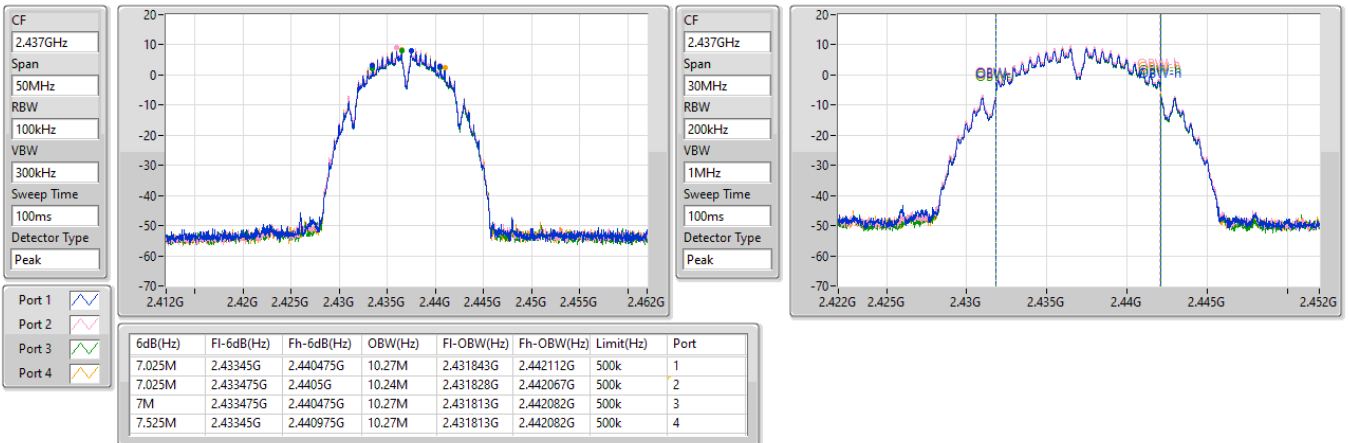 CF
2.437GHz
Span
50MHz
RBW
100kHz
VBW
300kHz
Sweep Time
100ms
Detector Type
Peak
20
10
0
-10
-20
-30
-40
-50
-60
-70
2.412G 2.42G 2.425G 2.43G 2.435G 2.44G 2.445G 2.45G 2.455G 2.462G
CF
2.437GHz
Span
30MHz
RBW
200kHz
VBW
1MHz
Sweep Time
100ms
Detector Type
Peak
20
10
0
-10
-20
-30
-40
-50
-60
-70
OBW-l
OBW-h
2.422G 2.425G 2.43G 2.435G 2.44G 2.445G 2.452G
Port 1
Port 2
Port 3
Port 4
6dB(Hz) Fl-6dB(Hz) Fh-6dB(Hz) OBW(Hz) Fl-OBW(Hz) Fh-OBW(Hz) Limit(Hz) Port
7.025M 2.43345G 2.440475G 10.27M 2.431843G 2.442112G 500k 1
7.025M 2.433475G 2.4405G 10.24M 2.431828G 2.442067G 500k 2
7M 2.433475G 2.440475G 10.27M 2.431813G 2.442082G 500k 3
7.525M 2.43345G 2.440975G 10.27M 2.431813G 2.442082G 500k 4